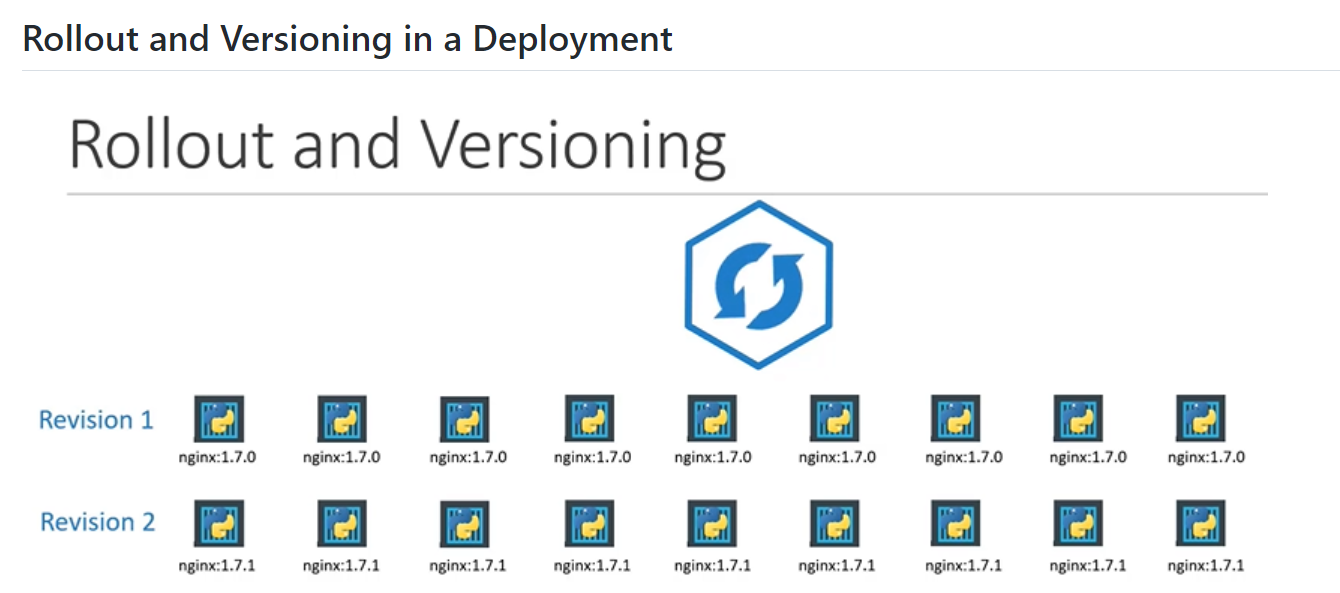 Rollout and Versioning in a Deployment
Rollout and Versioning
Revision 1
nginx:1.7.0 nginx:1.7.0 nginx:1.7.0 nginx:1.7.0 nginx:1.7.0 nginx:1.7.0 nginx:1.7.0 nginx:1.7.0 nginx:1.7.0
Revision 2
nginx:1.7.1 nginx:1.7.1 nginx:1.7.1 nginx:1.7.1 nginx:1.7.1 nginx:1.7.1 nginx:1.7.1 nginx:1.7.1 nginx:1.7.1